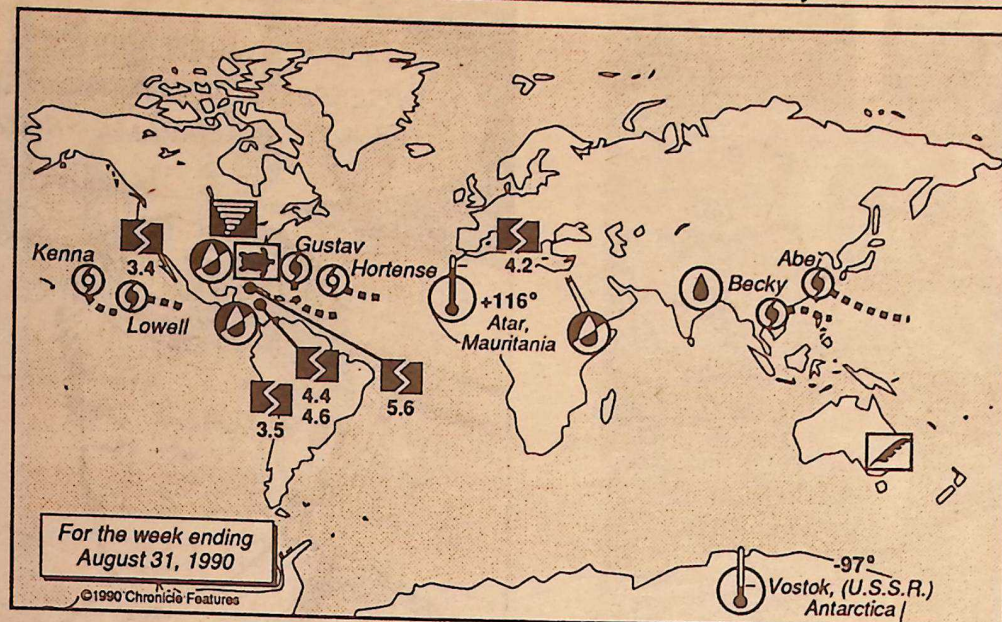 Gustav
Kenna
3.4
Hortense
4.2
Abe
Becky
Lowell
+116°
Atar,
Mauritania
4.4
4.6
5.6
3.5
For the week ending
August 31, 1990
©1990 Chronicle Features
-97°
Vostok, (U.S.S.R.)
Antarctica